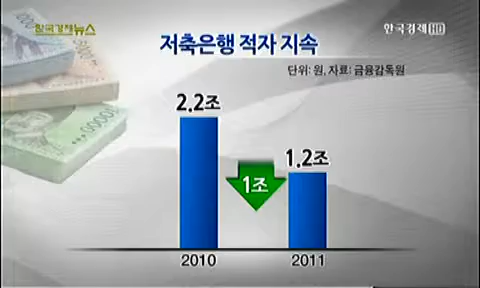 한국경제뉴스
한국경제HD
저축은행 적자 지속
단위: 원, 자료: 금융감독원
2.2조
1조
1.2조
2010
2011